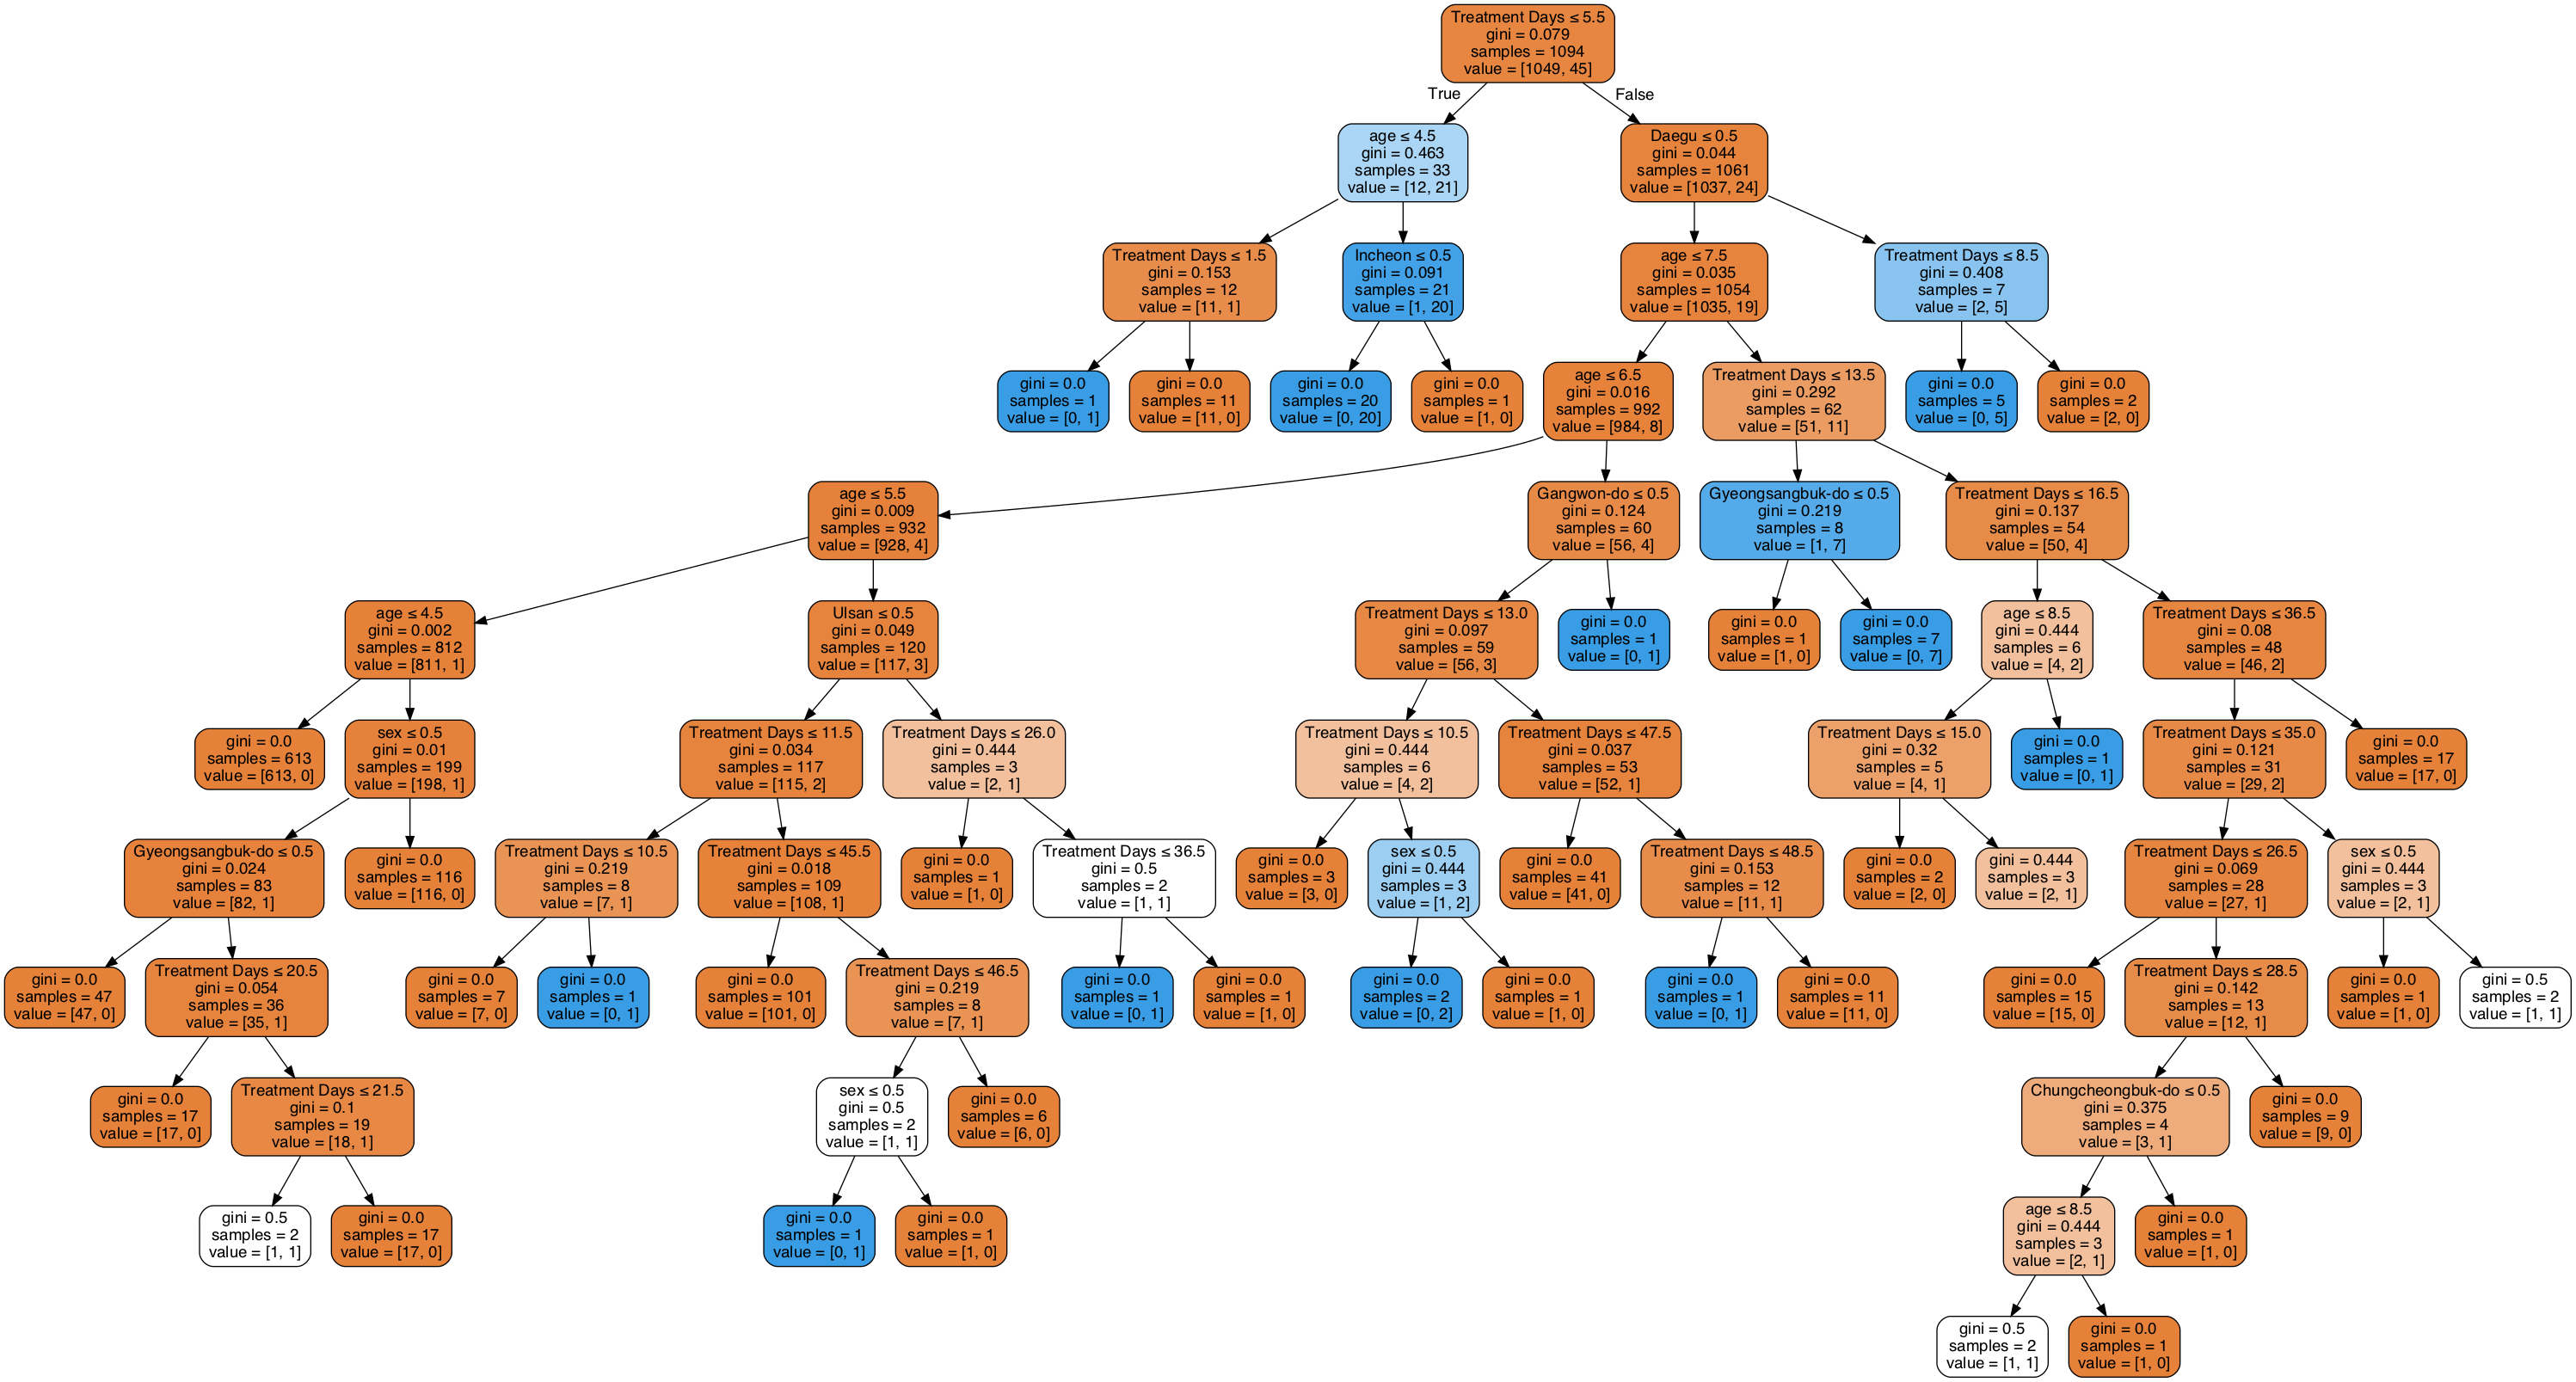 Treatment Days ≤ 5.5
gini = 0.079
samples = 1094
value = [1049, 45]
True
False
age ≤ 4.5
gini = 0.463
samples = 33
value = [12, 21]
Daegu ≤ 0.5
gini = 0.044
samples = 1061
value = [1037, 24]
Treatment Days ≤ 1.5
gini = 0.153
samples = 12
value = [11, 1]
Incheon ≤ 0.5
gini = 0.091
samples = 21
value = [1, 20]
age ≤ 7.5
gini = 0.035
samples = 1054
value = [1035, 19]
Treatment Days ≤ 8.5
gini = 0.408
samples = 7
value = [2, 5]
gini = 0.0
samples = 1
value = [0, 1]
gini = 0.0
samples = 11
value = [11, 0]
gini = 0.0
samples = 20
value = [0, 20]
gini = 0.0
samples = 1
value = [1, 0]
age ≤ 6.5
gini = 0.016
samples = 992
value = [984, 8]
Treatment Days ≤ 13.5
gini = 0.292
samples = 62
value = [51, 11]
gini = 0.0
samples = 5
value = [0, 5]
gini = 0.0
samples = 2
value = [2, 0]
age ≤ 5.5
gini = 0.009
samples = 932
value = [928, 4]
Gangwon-do ≤ 0.5
gini = 0.124
samples = 60
value = [56, 4]
Gyeongsangbuk-do ≤ 0.5
gini = 0.219
samples = 8
value = [1, 7]
Treatment Days ≤ 16.5
gini = 0.137
samples = 54
value = [50, 4]
age ≤ 4.5
gini = 0.002
samples = 812
value = [811, 1]
Ulsan ≤ 0.5
gini = 0.049
samples = 120
value = [117, 3]
Treatment Days ≤ 13.0
gini = 0.097
samples = 59
value = [56, 3]
gini = 0.0
samples = 1
value = [0, 1]
gini = 0.0
samples = 1
value = [1, 0]
gini = 0.0
samples = 7
value = [0, 7]
age ≤ 8.5
gini = 0.444
samples = 6
value = [4, 2]
Treatment Days ≤ 36.5
gini = 0.08
samples = 48
value = [46, 2]
gini = 0.0
samples = 613
value = [613, 0]
sex ≤ 0.5
gini = 0.01
samples = 199
value = [198, 1]
Treatment Days ≤ 11.5
gini = 0.034
samples = 117
value = [115, 2]
Treatment Days ≤ 26.0
gini = 0.444
samples = 3
value = [2, 1]
Treatment Days ≤ 10.5
gini = 0.444
samples = 6
value = [4, 2]
Treatment Days ≤ 47.5
gini = 0.037
samples = 53
value = [52, 1]
Treatment Days ≤ 15.0
gini = 0.32
samples = 5
value = [4, 1]
gini = 0.0
samples = 1
value = [0, 1]
Treatment Days ≤ 35.0
gini = 0.121
samples = 31
value = [29, 2]
gini = 0.0
samples = 17
value = [17, 0]
Gyeongsangbuk-do ≤ 0.5
gini = 0.024
samples = 83
value = [82, 1]
gini = 0.0
samples = 116
value = [116, 0]
Treatment Days ≤ 10.5
gini = 0.219
samples = 8
value = [7, 1]
Treatment Days ≤ 45.5
gini = 0.018
samples = 109
value = [108, 1]
gini = 0.0
samples = 1
value = [1, 0]
Treatment Days ≤ 36.5
gini = 0.5
samples = 2
value = [1, 1]
gini = 0.0
samples = 3
value = [3, 0]
sex ≤ 0.5
gini = 0.444
samples = 3
value = [1, 2]
gini = 0.0
samples = 41
value = [41, 0]
Treatment Days ≤ 48.5
gini = 0.153
samples = 12
value = [11, 1]
gini = 0.0
samples = 2
value = [2, 0]
gini = 0.444
samples = 3
value = [2, 1]
Treatment Days ≤ 26.5
gini = 0.069
samples = 28
value = [27, 1]
sex ≤ 0.5
gini = 0.444
samples = 3
value = [2, 1]
gini = 0.0
samples = 47
value = [47, 0]
Treatment Days ≤ 20.5
gini = 0.054
samples = 36
value = [35, 1]
gini = 0.0
samples = 7
value = [7, 0]
gini = 0.0
samples = 1
value = [0, 1]
gini = 0.0
samples = 101
value = [101, 0]
Treatment Days ≤ 46.5
gini = 0.219
samples = 8
value = [7, 1]
gini = 0.0
samples = 1
value = [0, 1]
gini = 0.0
samples = 1
value = [1, 0]
gini = 0.0
samples = 2
value = [0, 2]
gini = 0.0
samples = 1
value = [1, 0]
gini = 0.0
samples = 1
value = [0, 1]
gini = 0.0
samples = 11
value = [11, 0]
gini = 0.0
samples = 15
value = [15, 0]
Treatment Days ≤ 28.5
gini = 0.142
samples = 13
value = [12, 1]
gini = 0.0
samples = 1
value = [1, 0]
gini = 0.5
samples = 2
value = [1, 1]
gini = 0.0
samples = 17
value = [17, 0]
Treatment Days ≤ 21.5
gini = 0.1
samples = 19
value = [18, 1]
sex ≤ 0.5
gini = 0.5
samples = 2
value = [1, 1]
gini = 0.0
samples = 6
value = [6, 0]
Chungcheongbuk-do ≤ 0.5
gini = 0.375
samples = 4
value = [3, 1]
gini = 0.0
samples = 9
value = [9, 0]
gini = 0.5
samples = 2
value = [1, 1]
gini = 0.0
samples = 17
value = [17, 0]
gini = 0.0
samples = 1
value = [0, 1]
gini = 0.0
samples = 1
value = [1, 0]
age ≤ 8.5
gini = 0.444
samples = 3
value = [2, 1]
gini = 0.0
samples = 1
value = [1, 0]
gini = 0.5
samples = 2
value = [1, 1]
gini = 0.0
samples = 1
value = [1, 0]